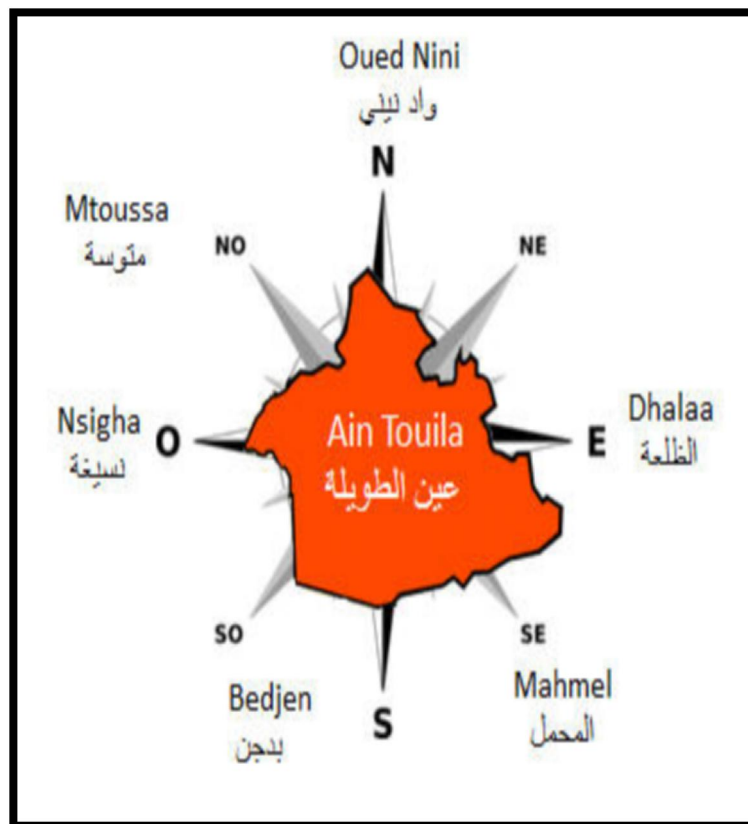 Oued Nini
واد نيني
N
Mtoussa
متوسة
NO
NE
Nsigha
نسيغة
O
Ain Touila
عين الطويلة
E
Dhalaa
الظلعة
SO
SE
Bedjen
بدجن
S
Mahmel
المحمل